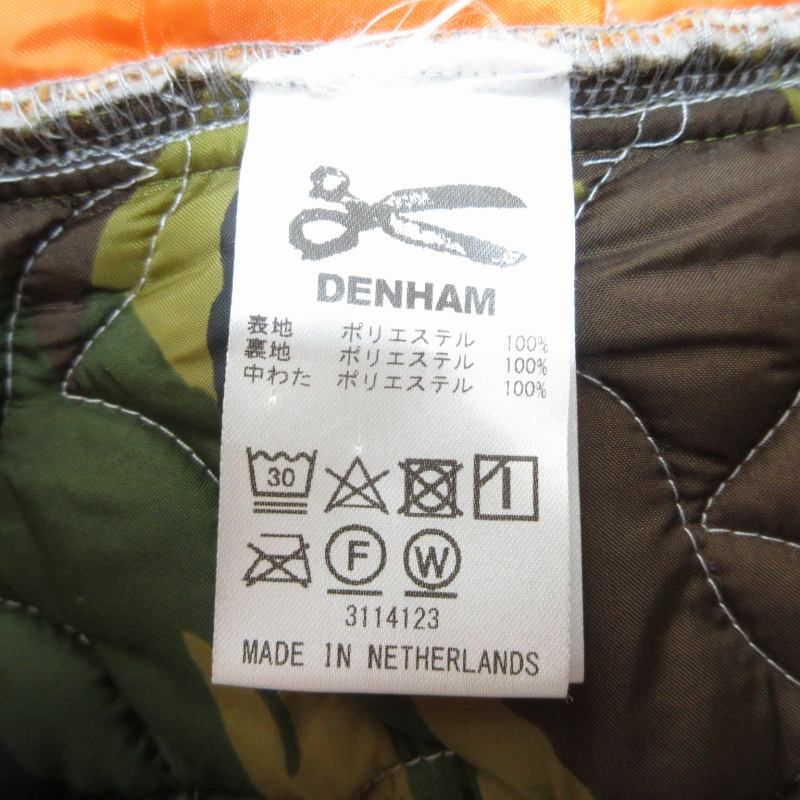 DENHAM
表地 ポリエステル 100%
裏地 ポリエステル 100%
中わた ポリエステル 100%
30
F W
3114123
MADE IN NETHERLANDS